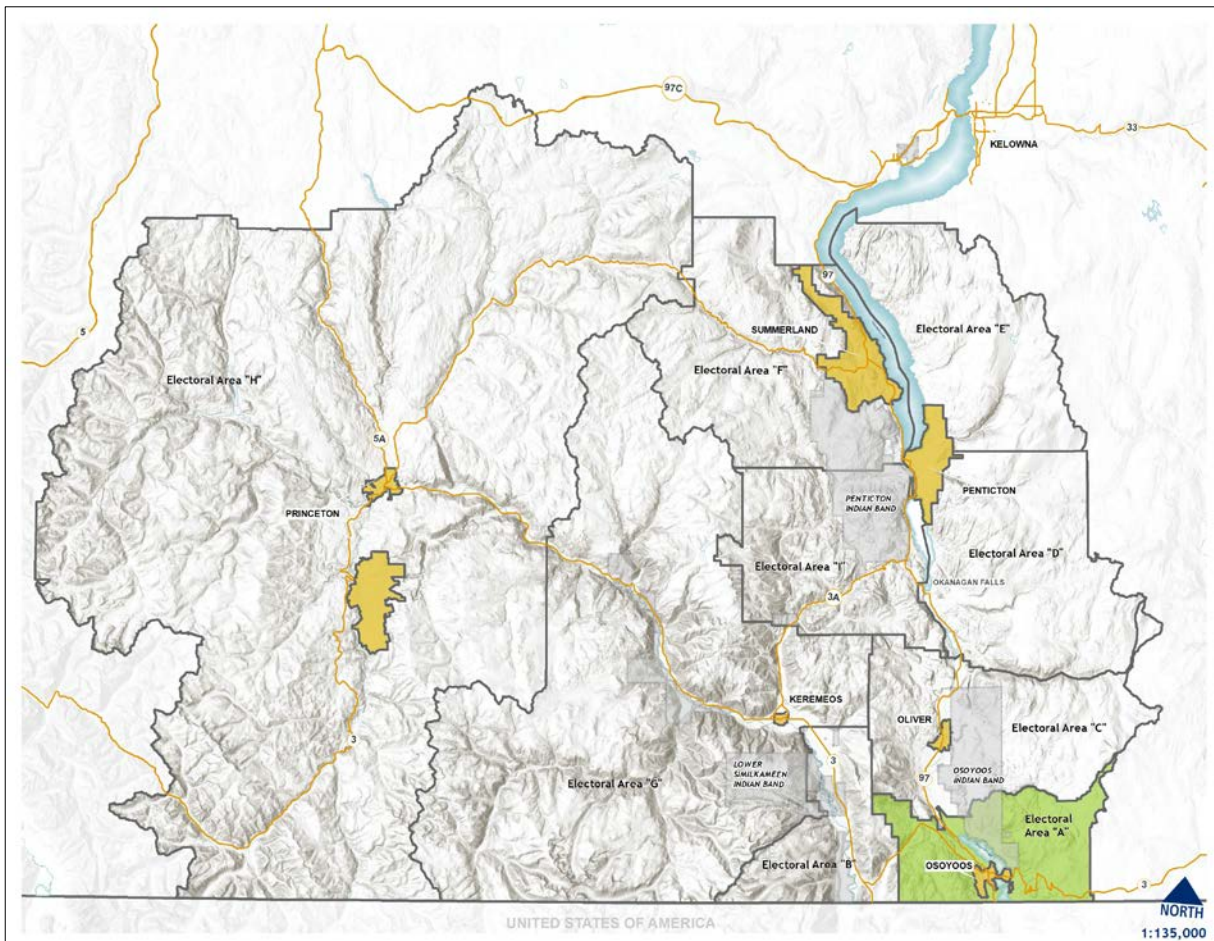 97C
33
KELOWNA
5
97
SUMMERLAND
Electoral Area "E"
Electoral Area "F"
Electoral Area "H"
5A
PRINCETON
PENTICTON
INDIAN BAND
PENTICTON
Electoral Area "D"
Electoral Area "I"
OKANAGAN FALLS
3A
KEREMEOS
OLIVER
Electoral Area "C"
3
LOWER
SIMILKAMEEN
INDIAN BAND
3
97
OSOYOOS
INDIAN BAND
Electoral Area "G"
Electoral
Area "A"
Electoral Area "B"
OSOYOOS
3
UNITED STATES OF AMERICA
NORTH
1:135,000